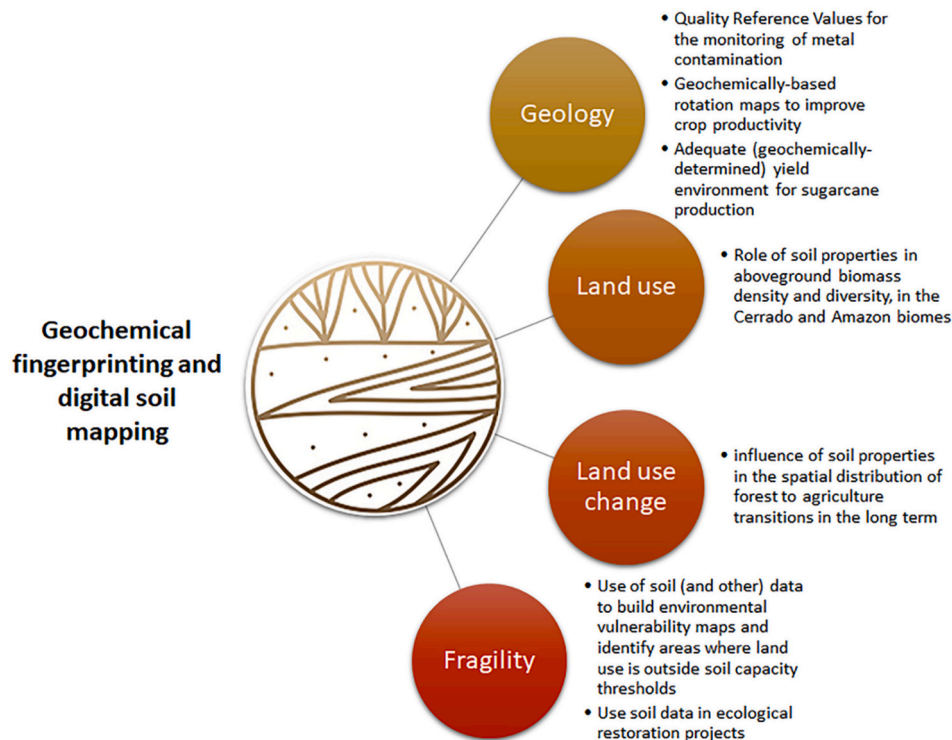 Geochemical
fingerprinting and
digital soil
mapping
Geology
• Quality Reference Values for
the monitoring of metal
contamination
• Geochemically-based
rotation maps to improve
crop productivity
• Adequate (geochemically-
determined) yield
environment for sugarcane
production
Land use
• Role of soil properties in
aboveground biomass
density and diversity, in the
Cerrado and Amazon biomes
Land use
change
• influence of soil properties
in the spatial distribution of
forest to agriculture
transitions in the long term
Fragility
• Use of soil (and other) data
to build environmental
vulnerability maps and
identify areas where land
use is outside soil capacity
thresholds
• Use soil data in ecological
restoration projects